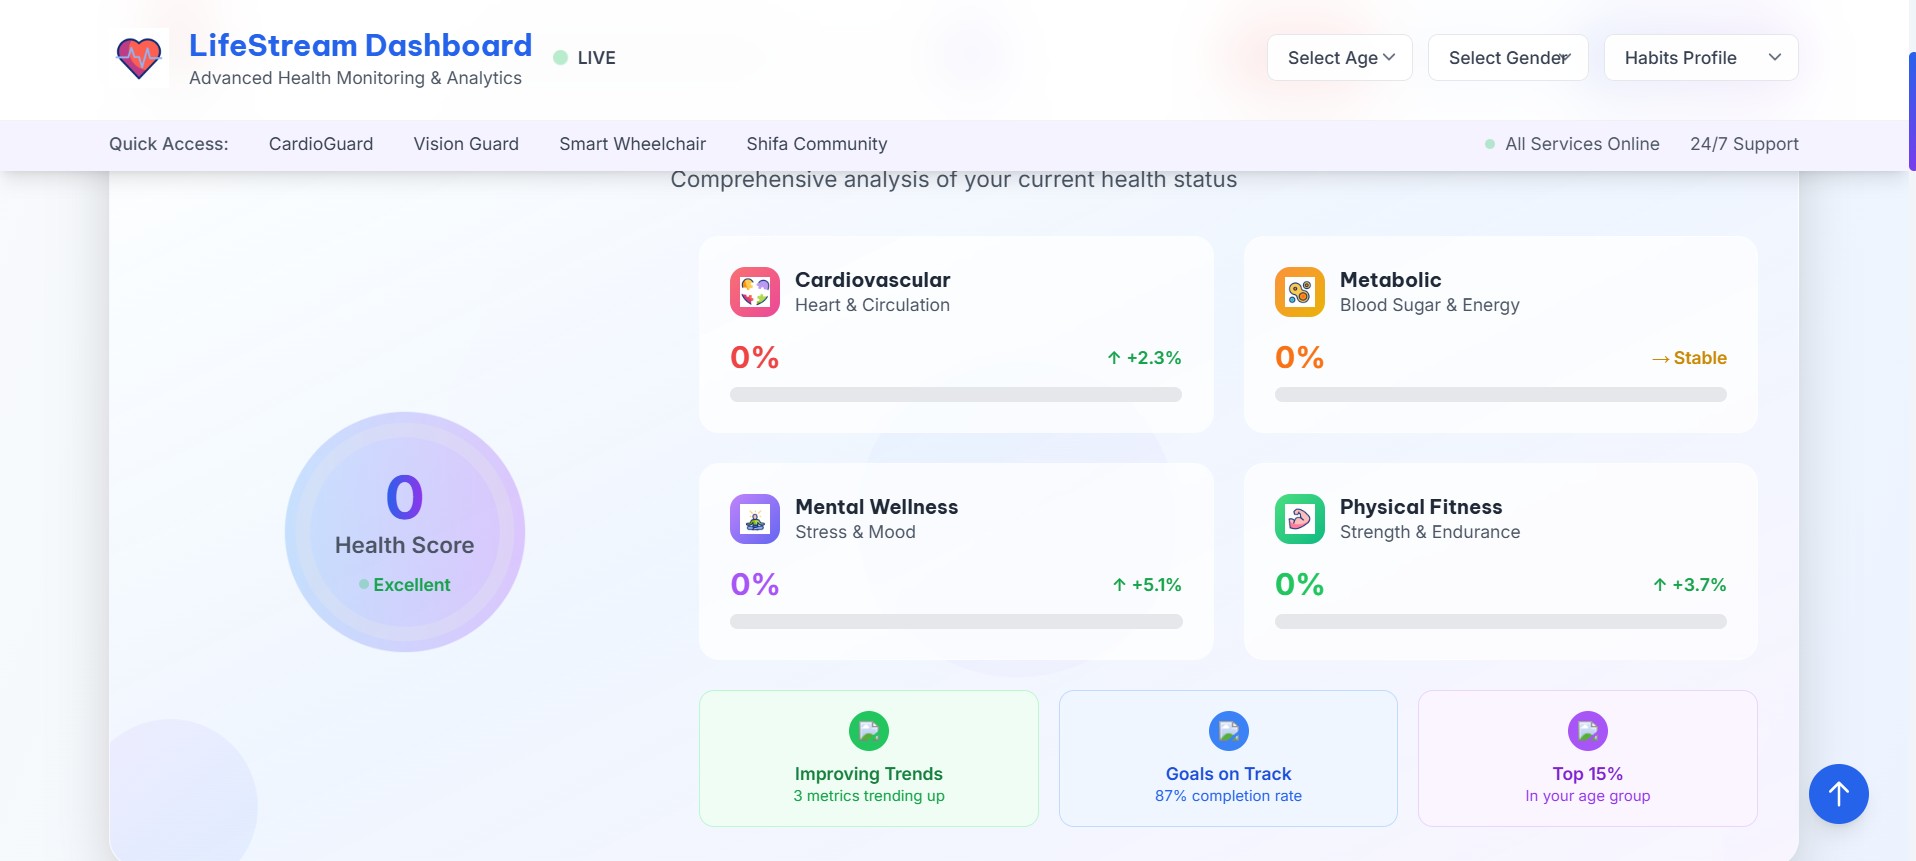 LifeStream Dashboard
Advanced Health Monitoring & Analytics
LIVE
Select Age
Select Gender
Habits Profile
Quick Access:
CardioGuard
Vision Guard
Smart Wheelchair
Shifa Community
All Services Online
24/7 Support
Comprehensive analysis of your current health status
0
Health Score
Excellent
Cardiovascular
Heart & Circulation
0%
↑ +2.3%
Metabolic
Blood Sugar & Energy
0%
→ Stable
Mental Wellness
Stress & Mood
0%
↑ +5.1%
Physical Fitness
Strength & Endurance
0%
↑ +3.7%
Improving Trends
3 metrics trending up
Goals on Track
87% completion rate
Top 15%
In your age group